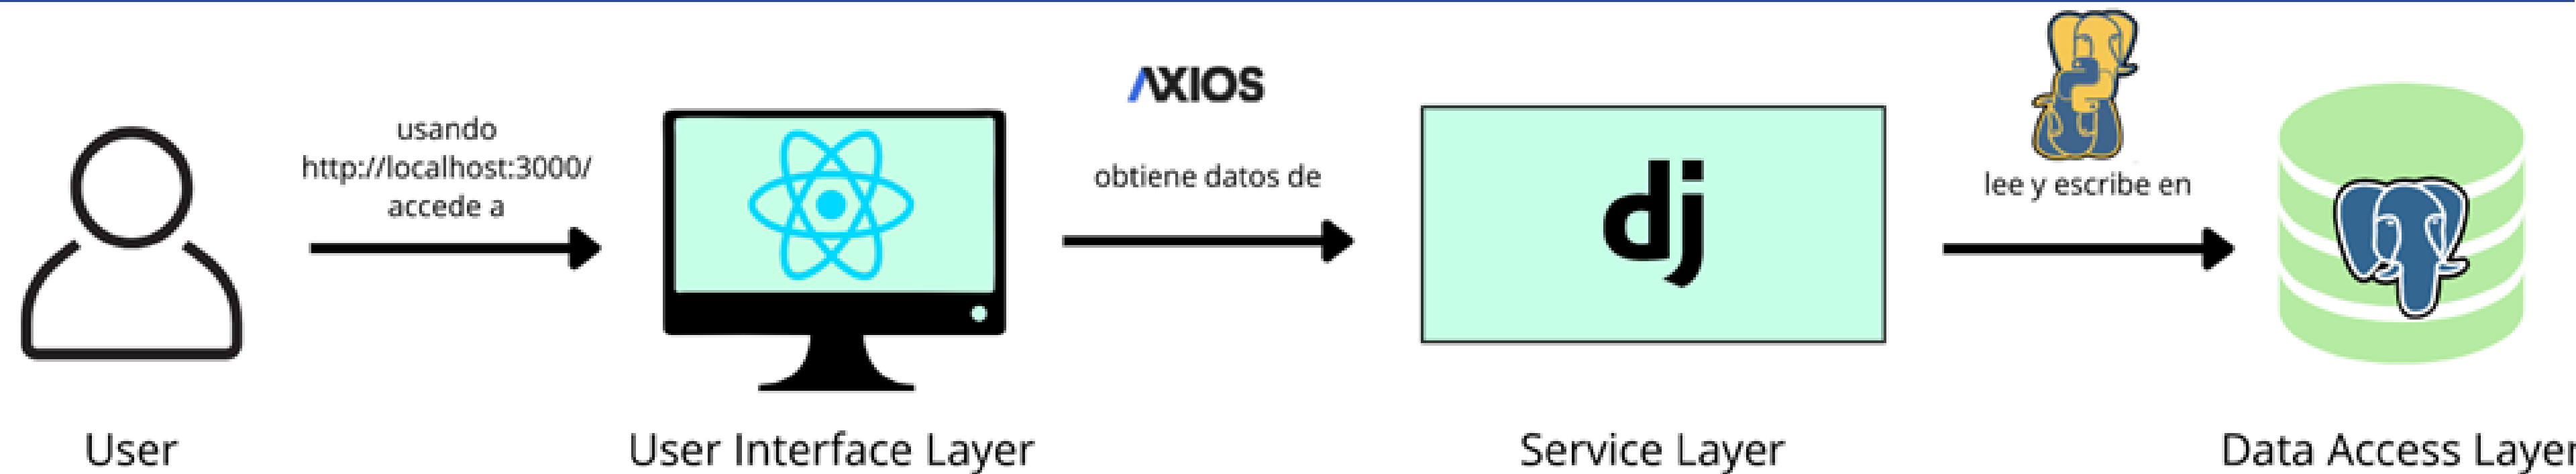 AXIOS
usando
http://localhost:3000/
accede a
obtiene datos de
dj
lee y escribe en
User
User Interface Layer
Service Layer
Data Access Layer